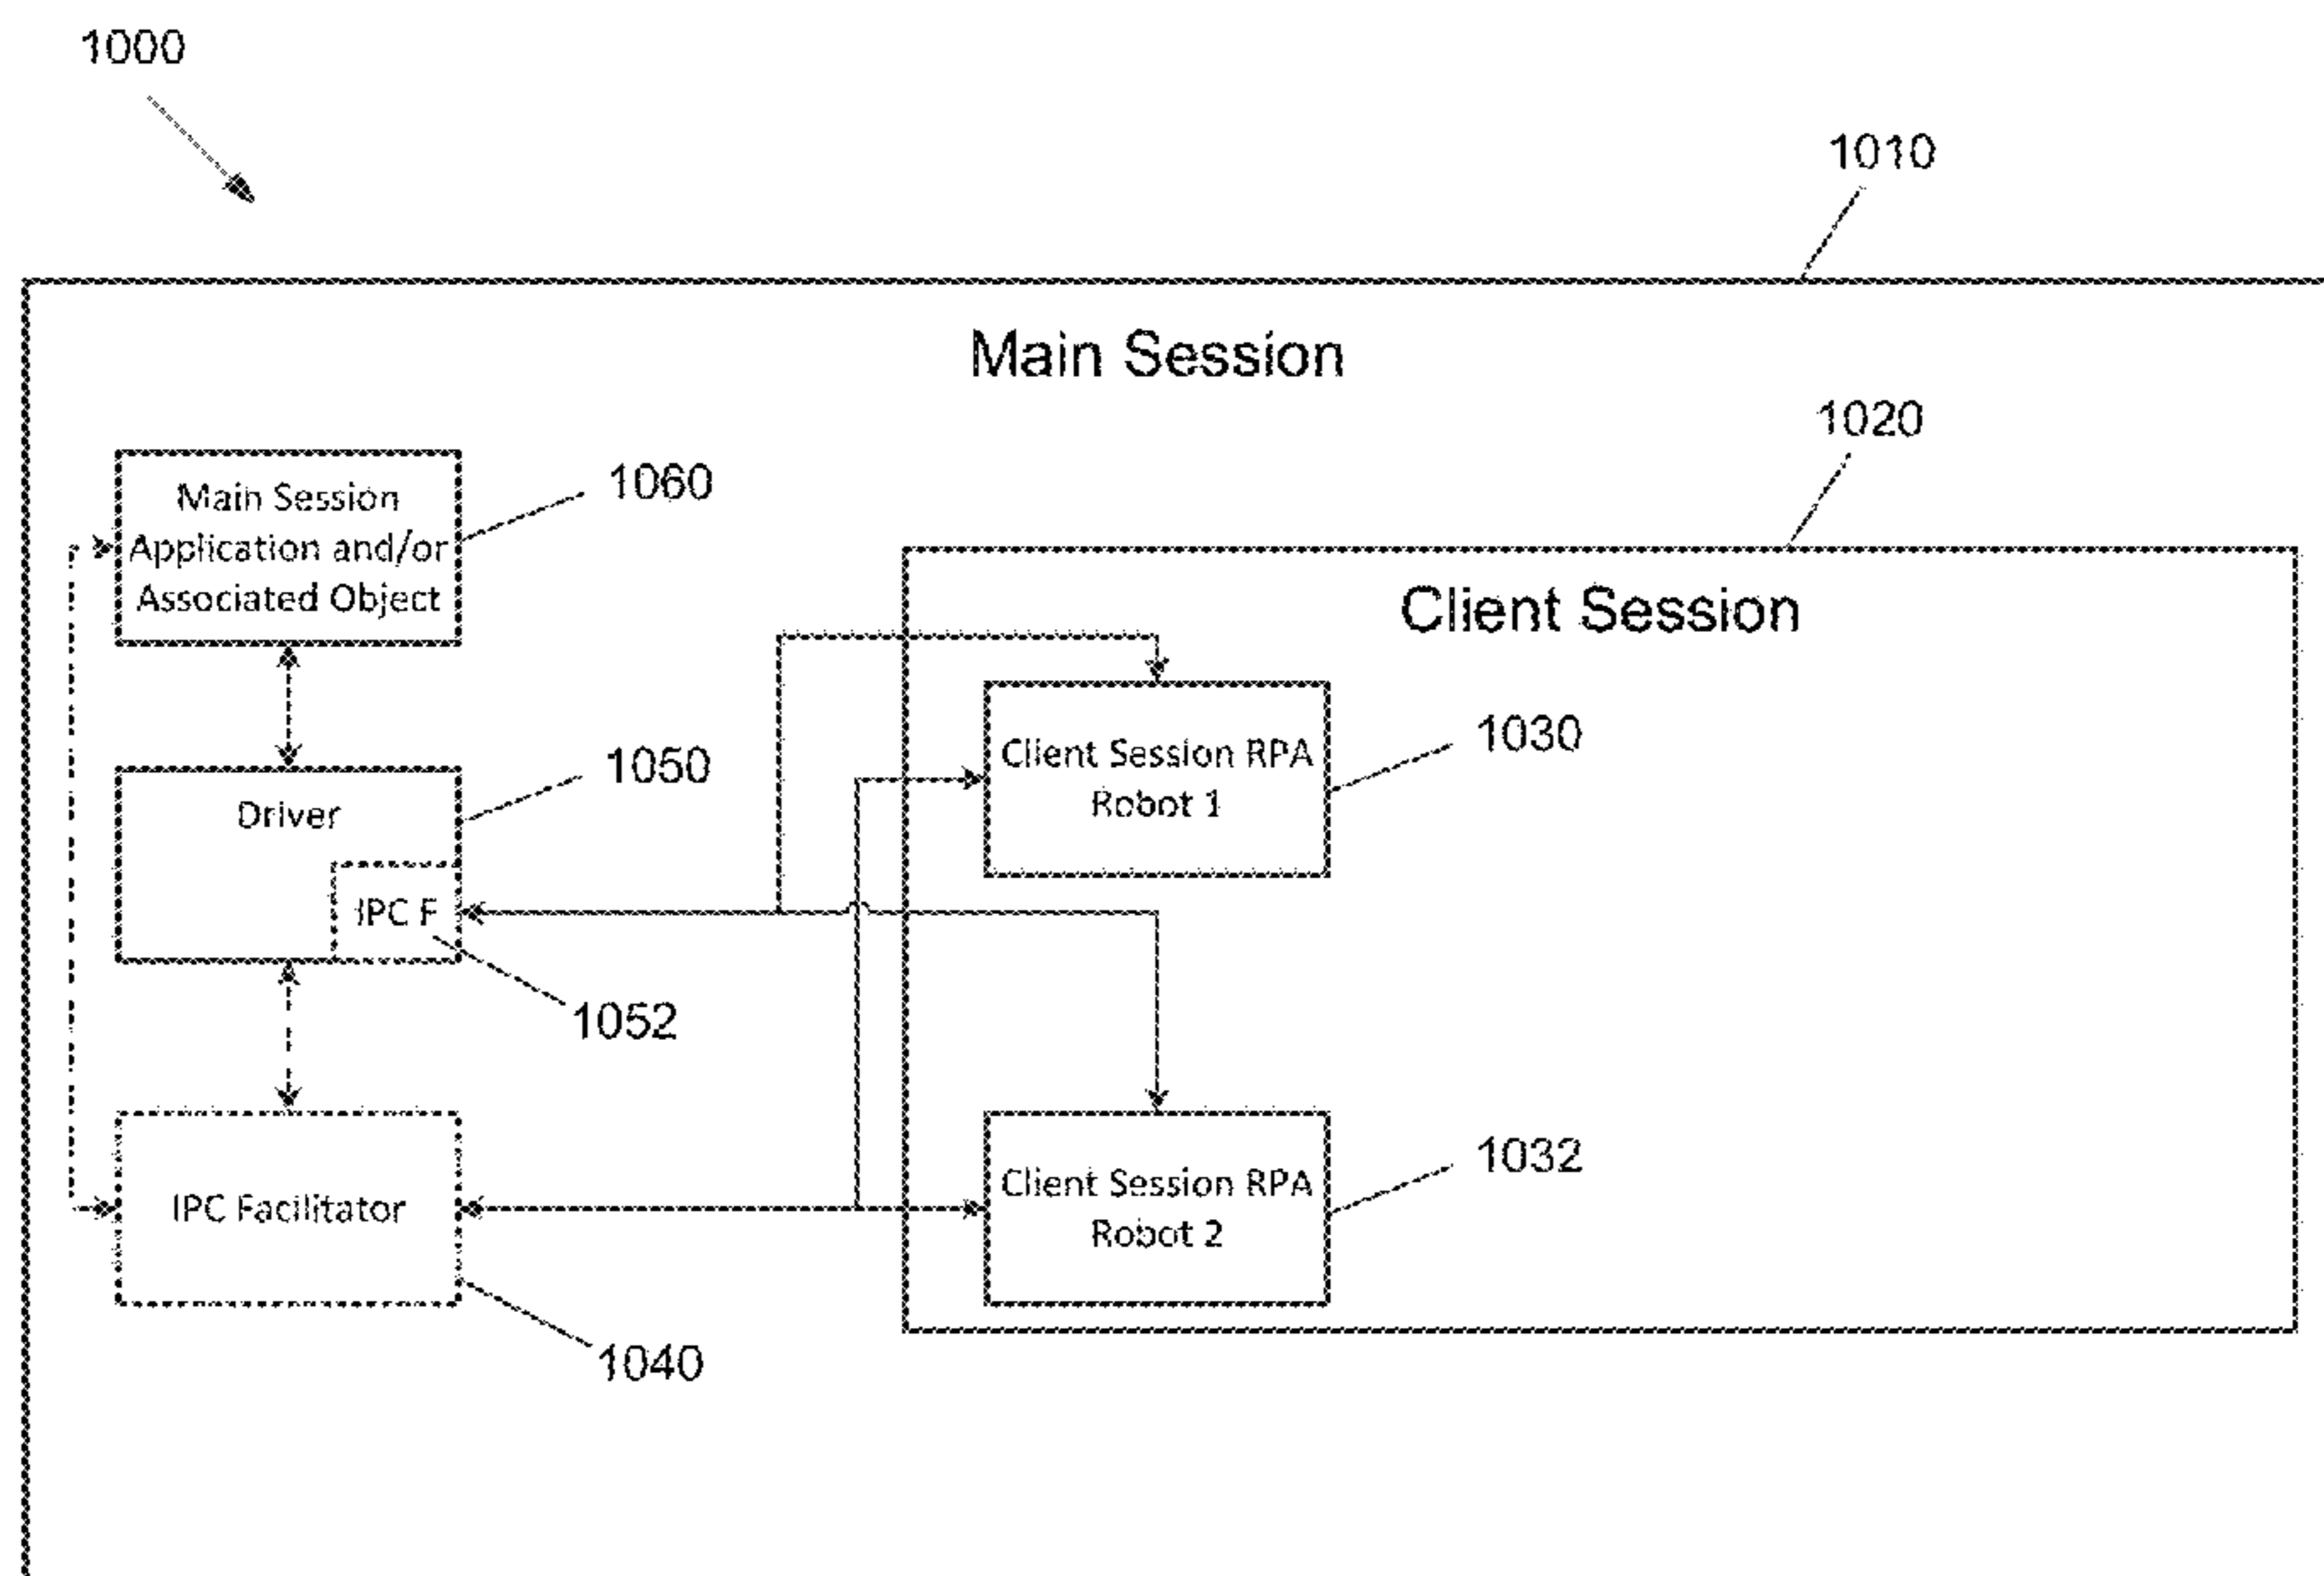 1000
1010
Main Session
1020
Main Session
Application and/or
Associated Object
1060
Client Session
Client Session RPA
Robot 1
1030
Driver
1050
IPC F
1052
IPC Facilitator
1040
Client Session RPA
Robot 2
1032